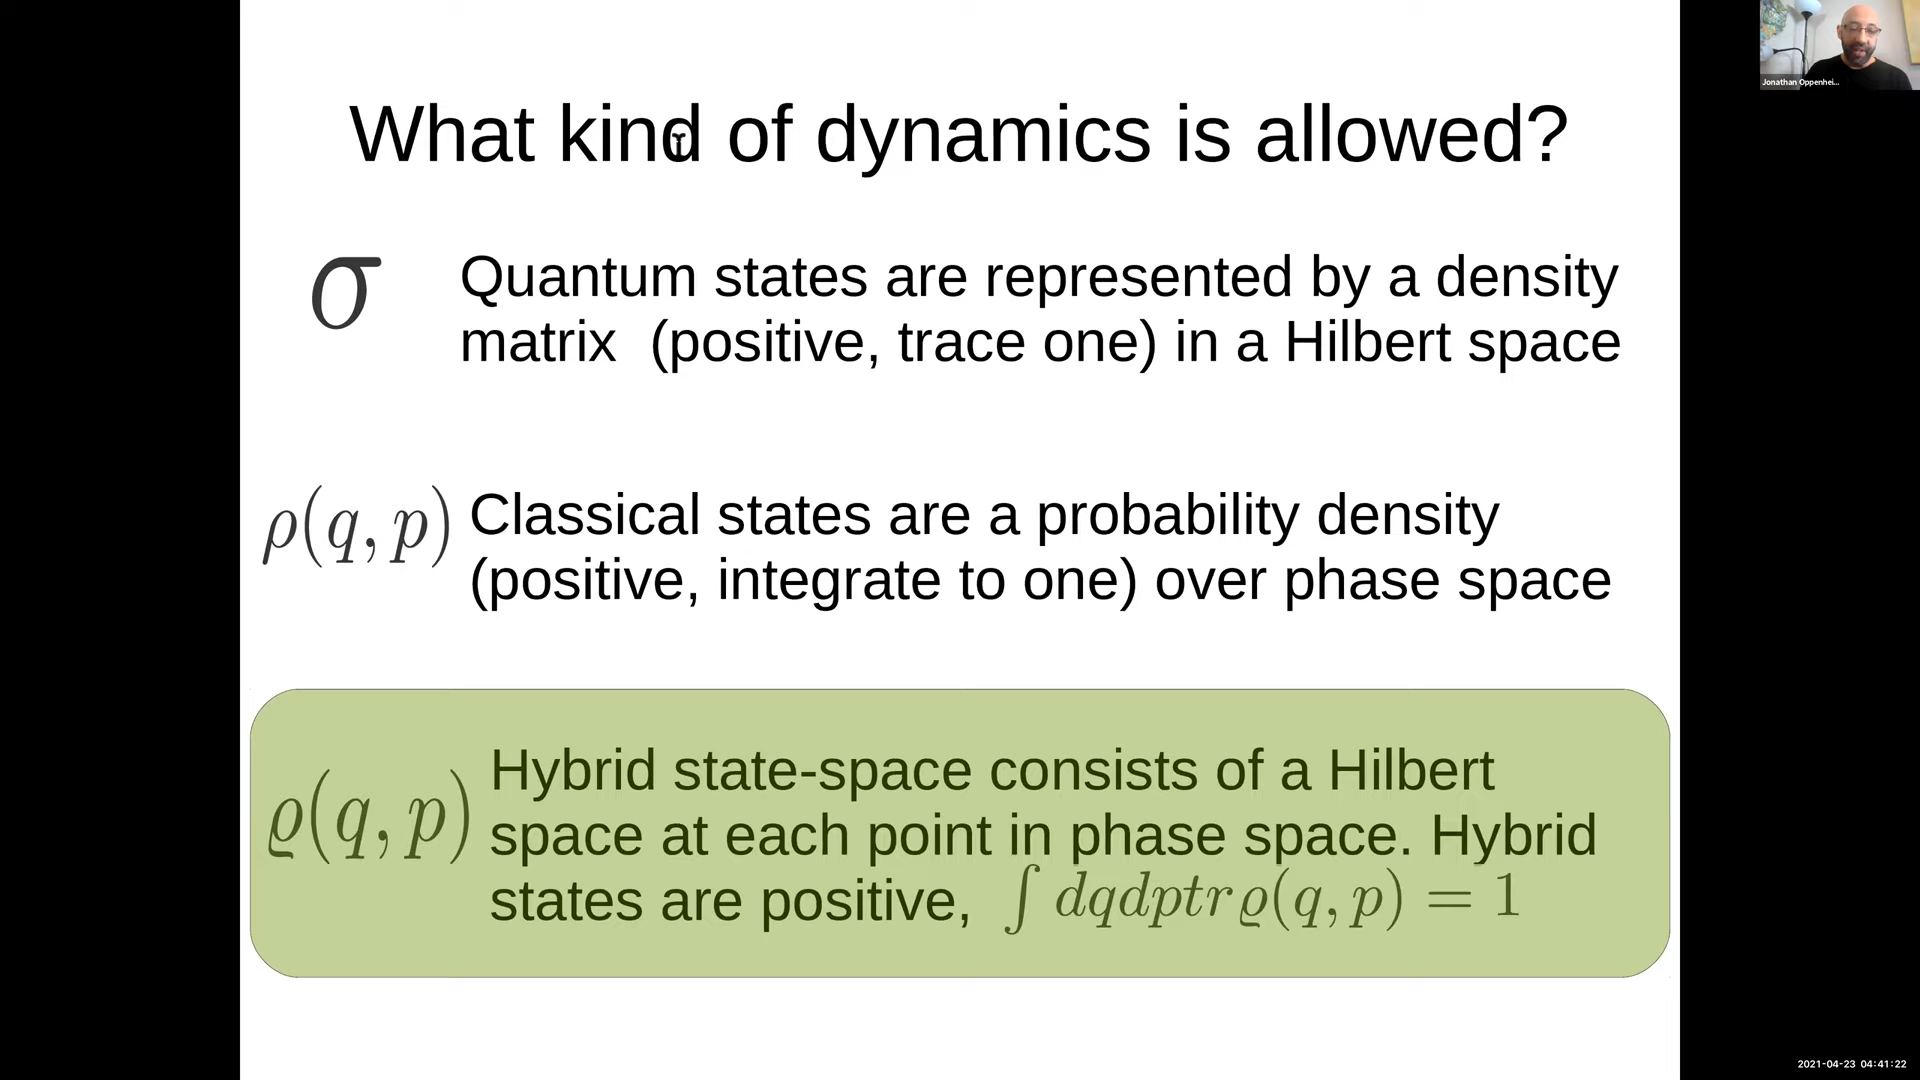 What kind of dynamics is allowed?
σ Quantum states are represented by a density
matrix (positive, trace one) in a Hilbert space
ρ(q, p) Classical states are a probability density
(positive, integrate to one) over phase space
Hybrid state-space consists of a Hilbert
ϱ(q, p) space at each point in phase space. Hybrid
states are positive, ∫ dqdptrϱ(q, p) = 1
Jonathan Oppenhei...
2021-04-23 04:41:22